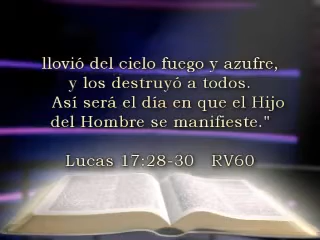 llovió del cielo fuego y azufre,
y los destruyó a todos.
Así será el día en que el Hijo
del Hombre se manifieste."
Lucas 17:28-30 RV60